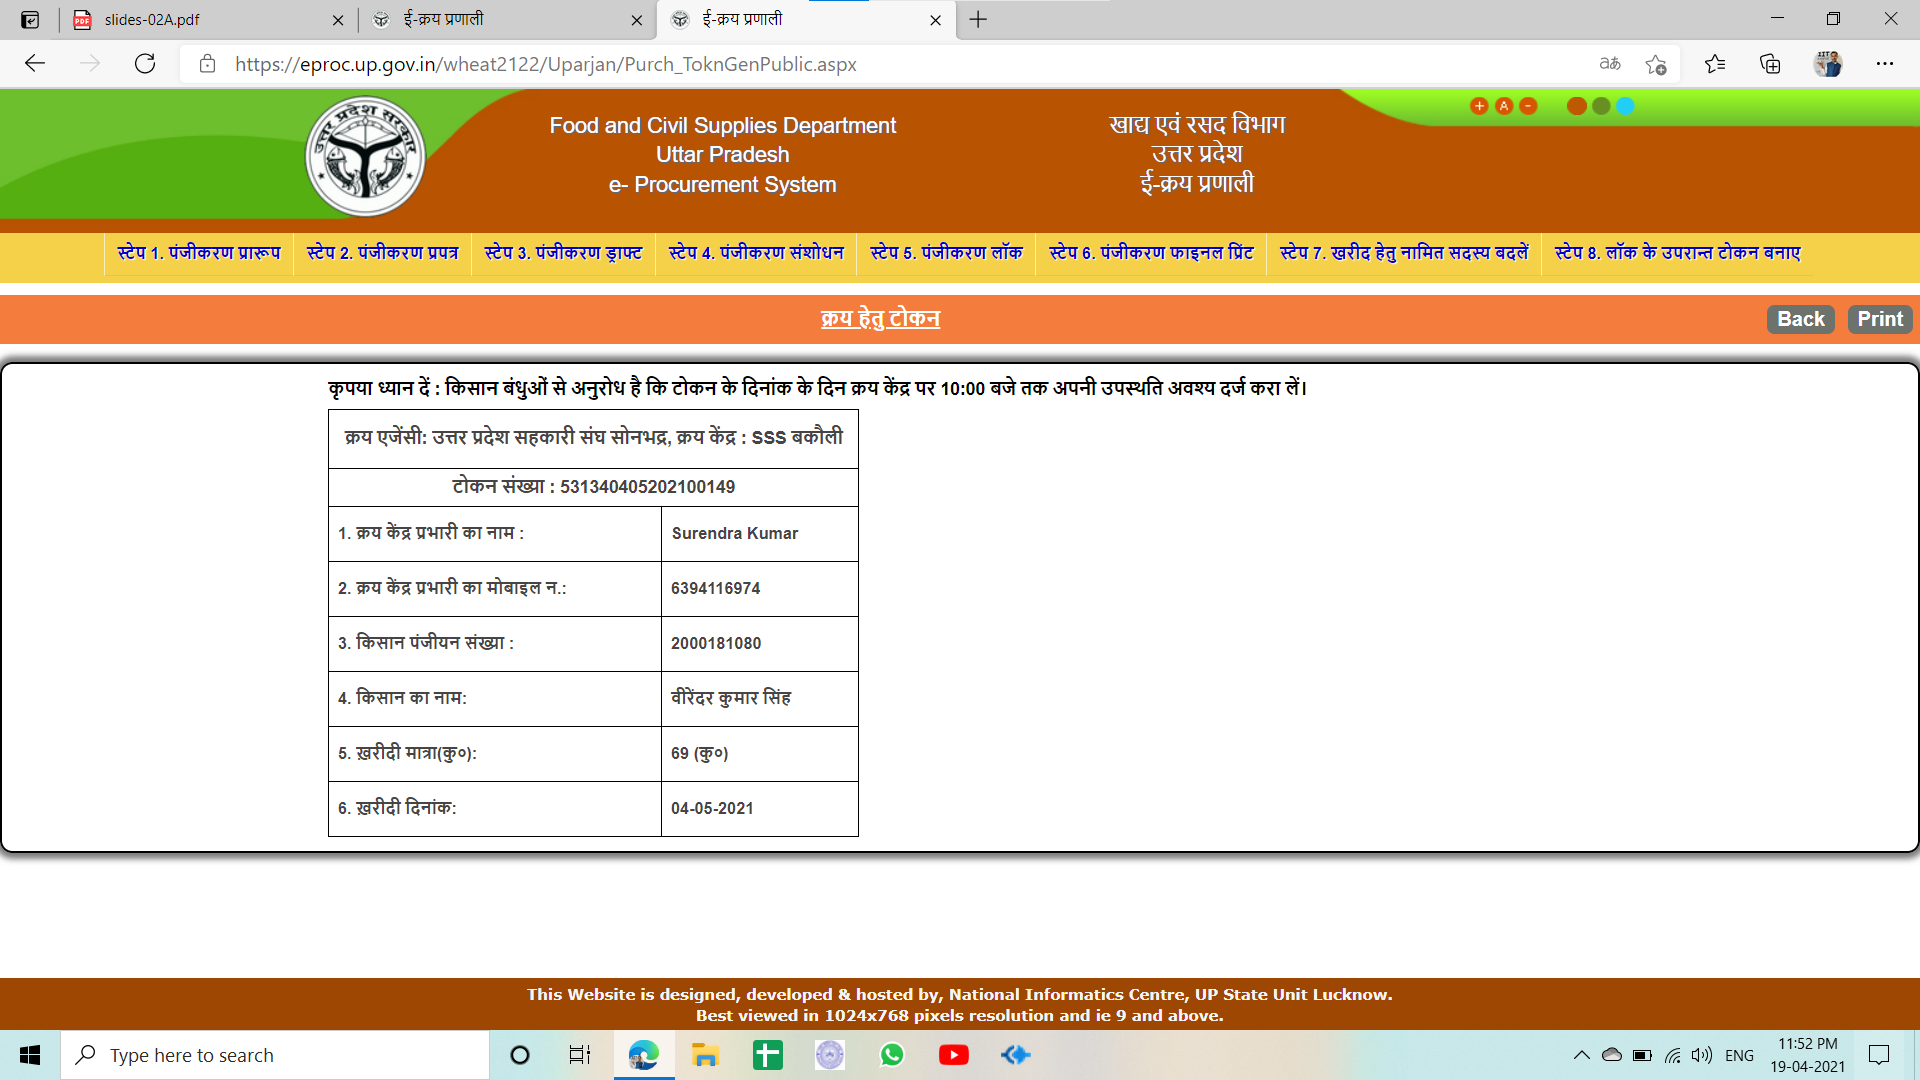 slides-02A.pdf
ई-क्रय प्रणाली
ई-क्रय प्रणाली
https://eproc.up.gov.in/wheat2122/Uparjan/Purch_ToknGenPublic.aspx
उत्तर प्रदेश सरकार
Food and Civil Supplies Department
Uttar Pradesh
e- Procurement System
खाद्य एवं रसद विभाग
उत्तर प्रदेश
ई-क्रय प्रणाली
+ A -
स्टेप 1. पंजीकरण प्रारूप स्टेप 2. पंजीकरण प्रपत्र स्टेप 3. पंजीकरण ड्राफ्ट स्टेप 4. पंजीकरण संशोधन स्टेप 5. पंजीकरण लॉक स्टेप 6. पंजीकरण फाइनल प्रिंट स्टेप 7. खरीद हेतु नामित सदस्य बदलें स्टेप 8. लॉक के उपरान्त टोकन बनाए
क्रय हेतु टोकन
Back Print
कृपया ध्यान दें : किसान बंधुओं से अनुरोध है कि टोकन के दिनांक के दिन क्रय केंद्र पर 10:00 बजे तक अपनी उपस्थति अवश्य दर्ज करा लें।
क्रय एजेंसी: उत्तर प्रदेश सहकारी संघ सोनभद्र, क्रय केंद्र : SSS बकौली
टोकन संख्या : 531340405202100149
1. क्रय केंद्र प्रभारी का नाम : Surendra Kumar
2. क्रय केंद्र प्रभारी का मोबाइल न.: 6394116974
3. किसान पंजीयन संख्या : 2000181080
4. किसान का नाम: वीरेंदर कुमार सिंह
5. ख़रीदी मात्रा(कु०): 69 (कु०)
6. ख़रीदी दिनांक: 04-05-2021
This Website is designed, developed & hosted by, National Informatics Centre, UP State Unit Lucknow.
Best viewed in 1024x768 pixels resolution and ie 9 and above.
Type here to search
ENG
11:52 PM
19-04-2021